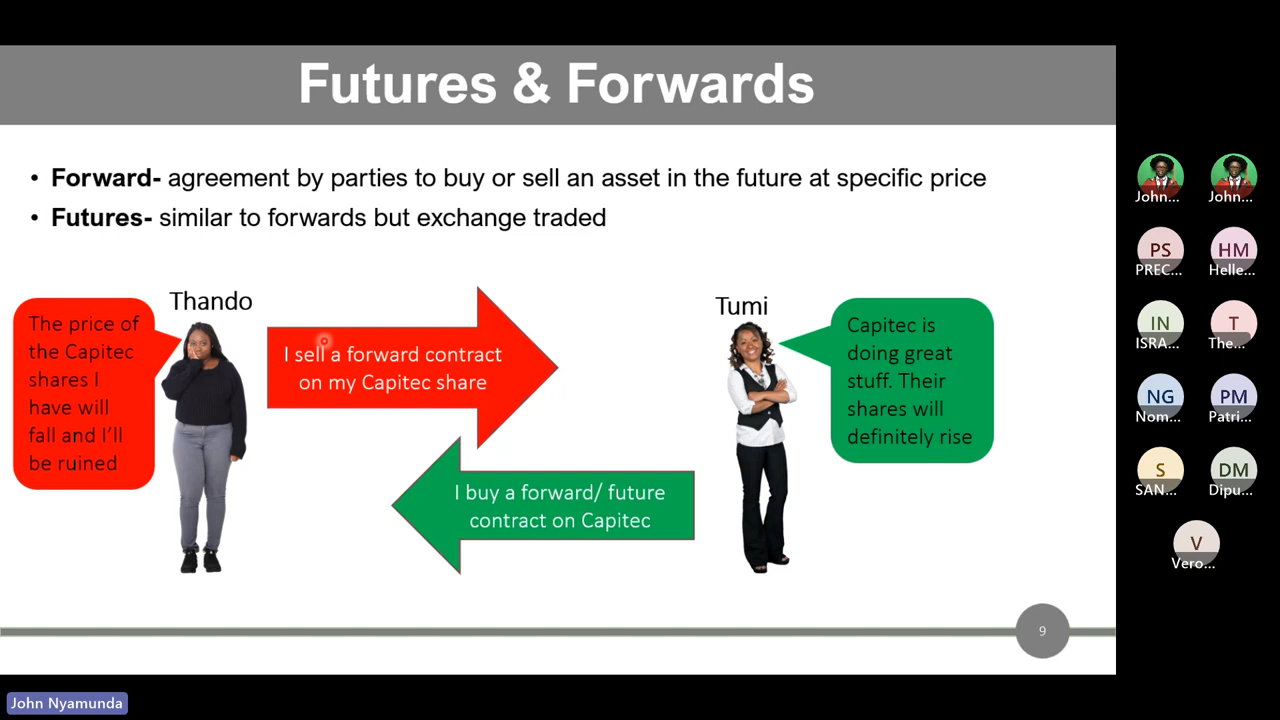 Futures & Forwards
• Forward- agreement by parties to buy or sell an asset in the future at specific price
• Futures- similar to forwards but exchange traded
Thando
The price of
the Capitec
shares I
have will
fall and I'll
be ruined
I sell a forward contract
on my Capitec share
Tumi
Capitec is
doing great
stuff. Their
shares will
definitely rise
I buy a forward/ future
contract on Capitec
9
John...
John...
PS
PREC...
HM
Helle...
IN
ISRA...
T
The...
NG
Nom...
PM
Patri...
S
SAN...
DM
Dipu...
V
Vero...
John Nyamunda